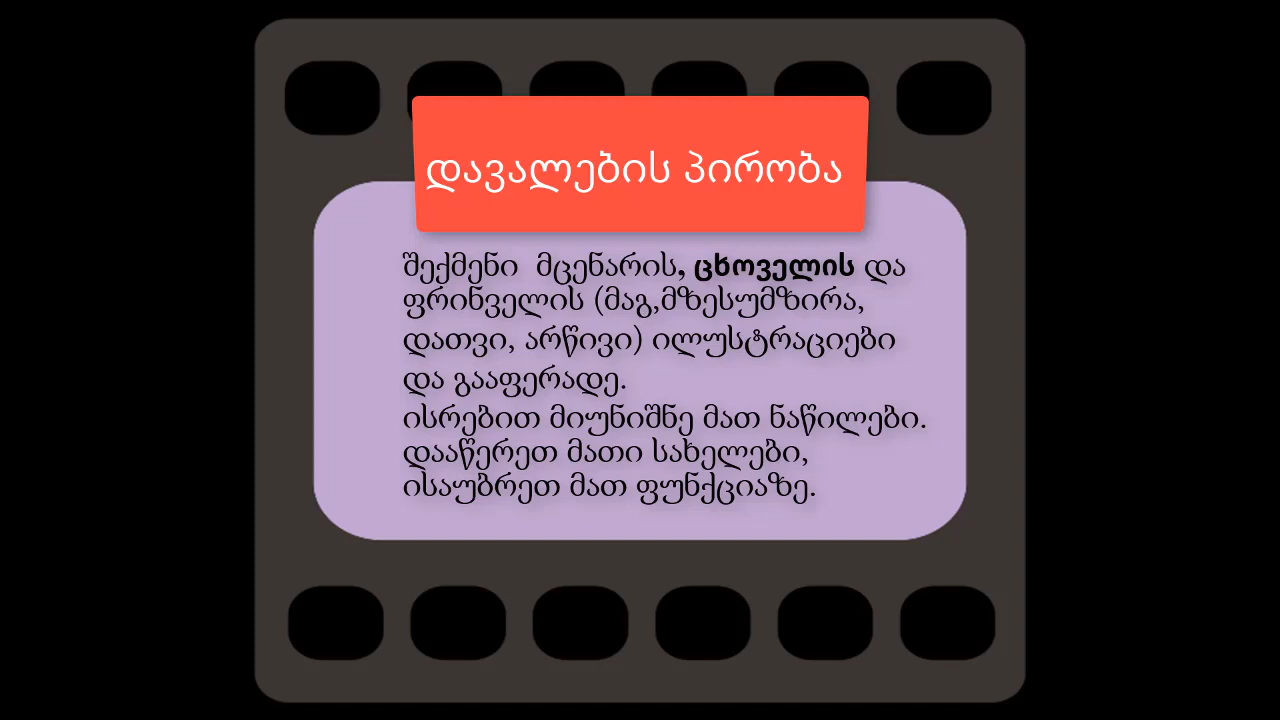 დავალების პირობა
შექმენი მცენარის, ცხოველის და
ფრინველის (მაგ,მზესუმზირა,
დათვი, არწივი) ილუსტრაციები
და გააფერადე.
ისრებით მიუნიშნე მათ ნაწილები.
დააწერეთ მათი სახელები,
ისაუბრეთ მათ ფუნქციაზე.